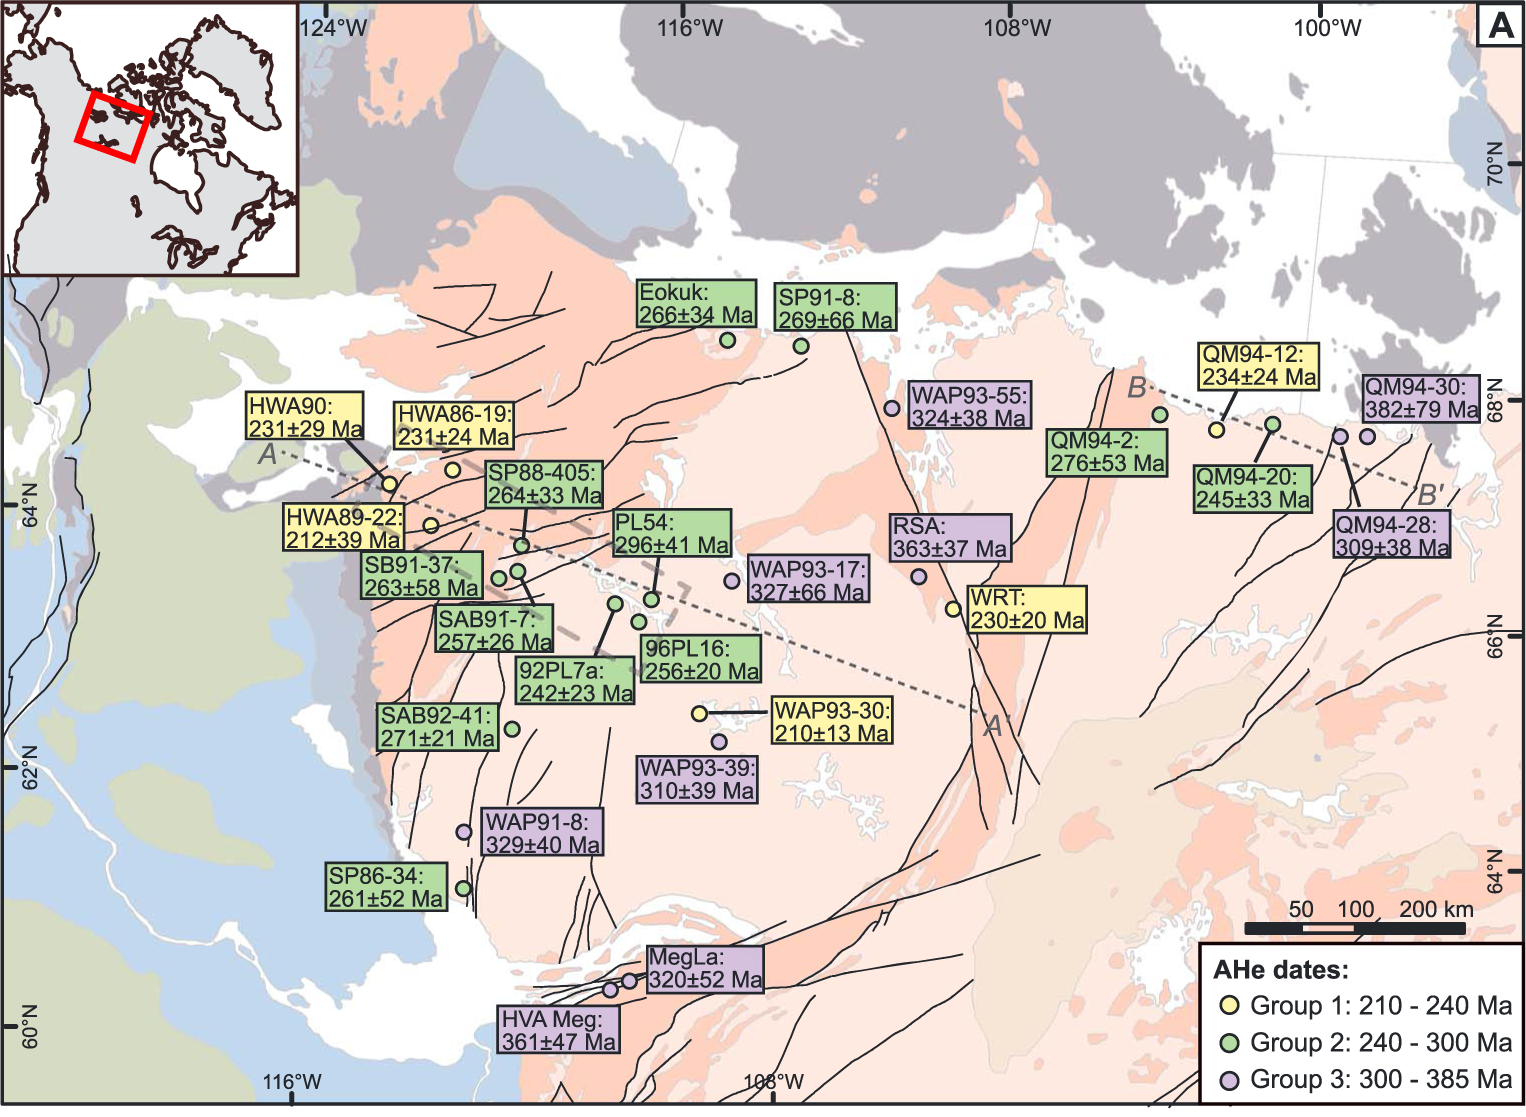 124°W
116°W
108°W
100°W
A
70°N
Eokuk:
266±34 Ma
SP91-8:
269±66 Ma
QM94-12:
234±24 Ma
WAP93-55:
324±38 Ma
B
QM94-30:
382±79 Ma
68°N
HWA90:
231±29 Ma
HWA86-19:
231±24 Ma
QM94-2:
276±53 Ma
A
SP88-405:
264±33 Ma
QM94-20:
245±33 Ma
B'
64°N
HWA89-22:
212±39 Ma
PL54:
296±41 Ma
RSA:
363±37 Ma
QM94-28:
309±38 Ma
SB91-37:
263±58 Ma
WAP93-17:
327±66 Ma
WRT:
230±20 Ma
SAB91-7:
257±26 Ma
96PL16:
256±20 Ma
66°N
92PL7a:
242±23 Ma
SAB92-41:
271±21 Ma
WAP93-30:
210±13 Ma
A'
62°N
WAP93-39:
310±39 Ma
WAP91-8:
329±40 Ma
SP86-34:
261±52 Ma
64°N
50 100 200 km
MegLa:
320±52 Ma
HVA Meg:
361±47 Ma
60°N
AHe dates:
Group 1: 210 - 240 Ma
Group 2: 240 - 300 Ma
Group 3: 300 - 385 Ma
116°W
108°W